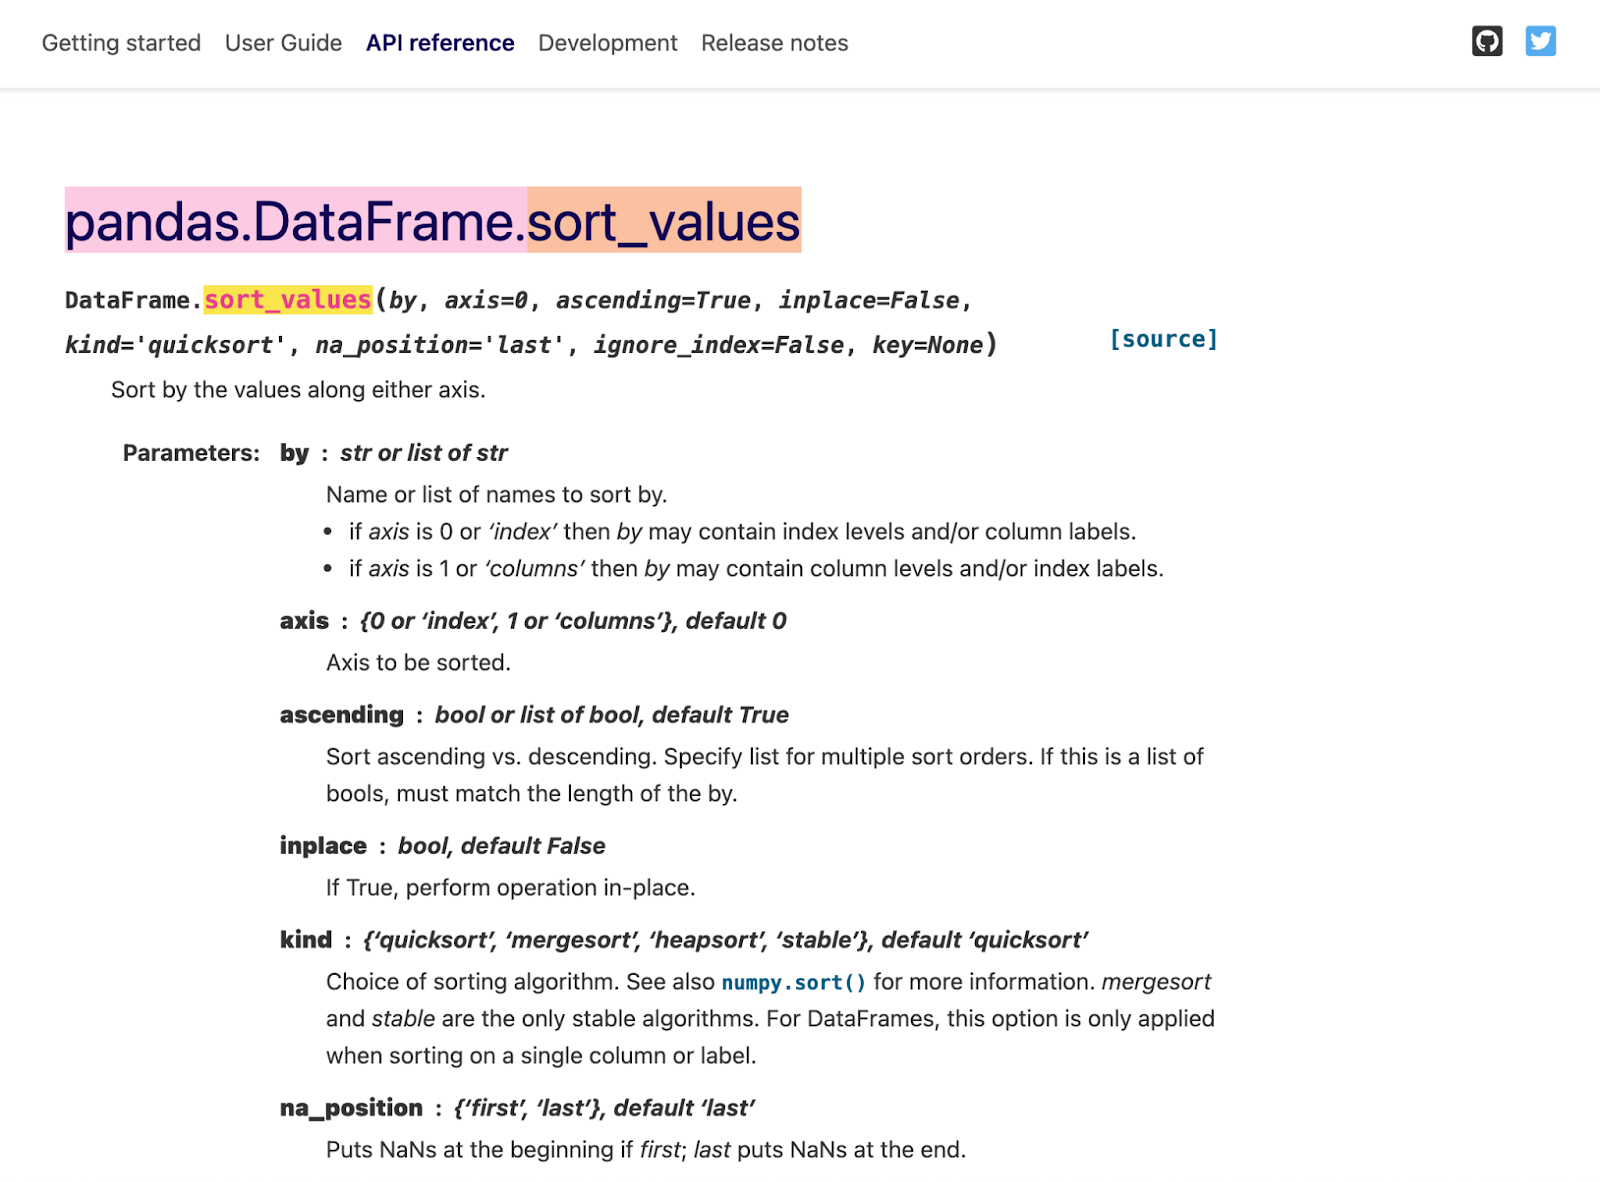 Getting started User Guide API reference Development Release notes
pandas.DataFrame.sort_values
DataFrame.sort_values(by, axis=0, ascending=True, inplace=False,
kind='quicksort', na_position='last', ignore_index=False, key=None)
[source]
Sort by the values along either axis.
Parameters: by : str or list of str
Name or list of names to sort by.
• if axis is 0 or ‘index’ then by may contain index levels and/or column labels.
• if axis is 1 or ‘columns’ then by may contain column levels and/or index labels.
axis : {0 or ‘index’, 1 or ‘columns’}, default 0
Axis to be sorted.
ascending : bool or list of bool, default True
Sort ascending vs. descending. Specify list for multiple sort orders. If this is a list of
bools, must match the length of the by.
inplace : bool, default False
If True, perform operation in-place.
kind : {‘quicksort’, ‘mergesort’, ‘heapsort’, ‘stable’}, default ‘quicksort’
Choice of sorting algorithm. See also numpy.sort() for more information. mergesort
and stable are the only stable algorithms. For DataFrames, this option is only applied
when sorting on a single column or label.
na_position : {‘first’, ‘last’}, default ‘last’
Puts NaNs at the beginning if first; last puts NaNs at the end.